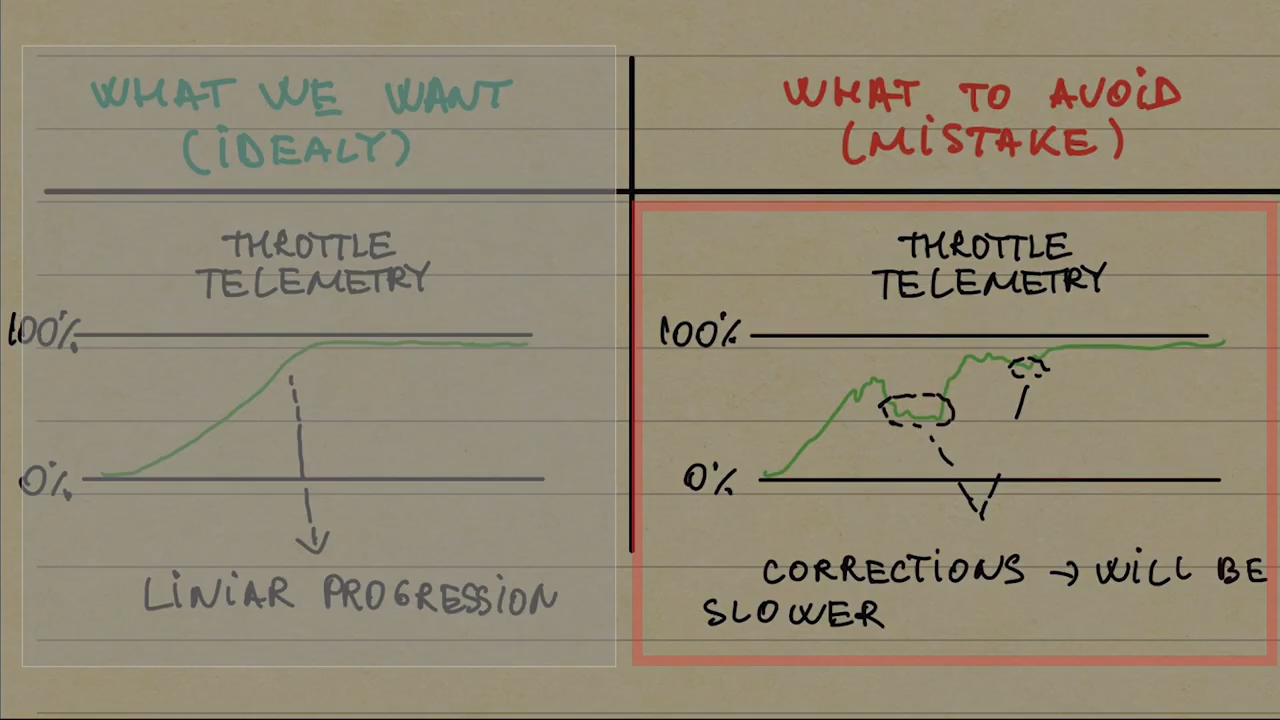 WHAT WE WANT
(IDEALY)
THROTTLE
TELEMETRY
100%
0%
LINIAR PROGRESSION
WHAT TO AVOID
(MISTAKE)
THROTTLE
TELEMETRY
100%
0%
CORRECTIONS → WILL BE
SLOWER